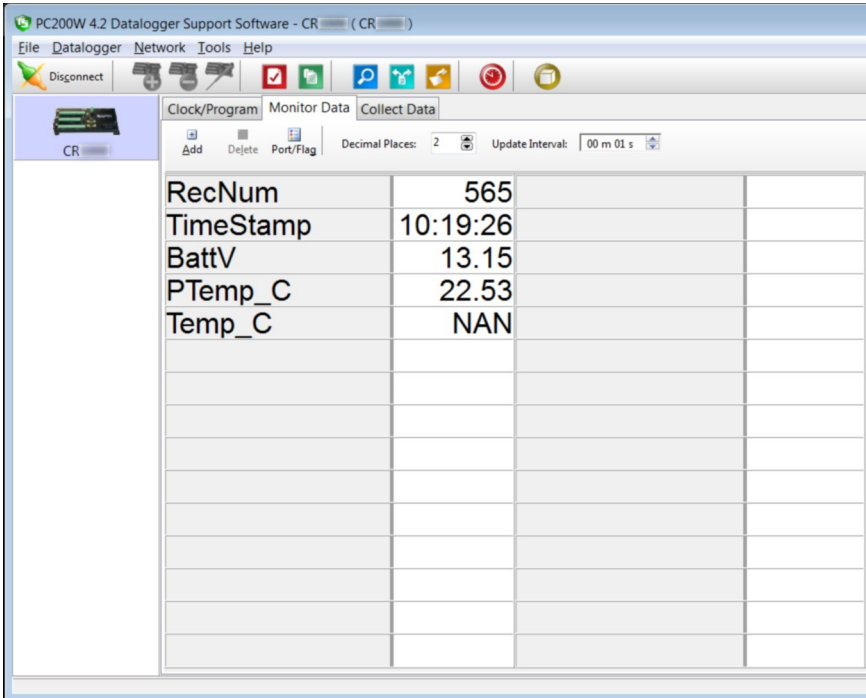 PC200W 4.2 Datalogger Support Software - CR ( CR )
File Datalogger Network Tools Help
Disconnect
Clock/Program Monitor Data Collect Data
CR
Add Delete Port/Flag Decimal Places: 2 Update Interval: 00 m 01 s
RecNum 565
TimeStamp 10:19:26
BattV 13.15
PTemp_C 22.53
Temp_C NAN